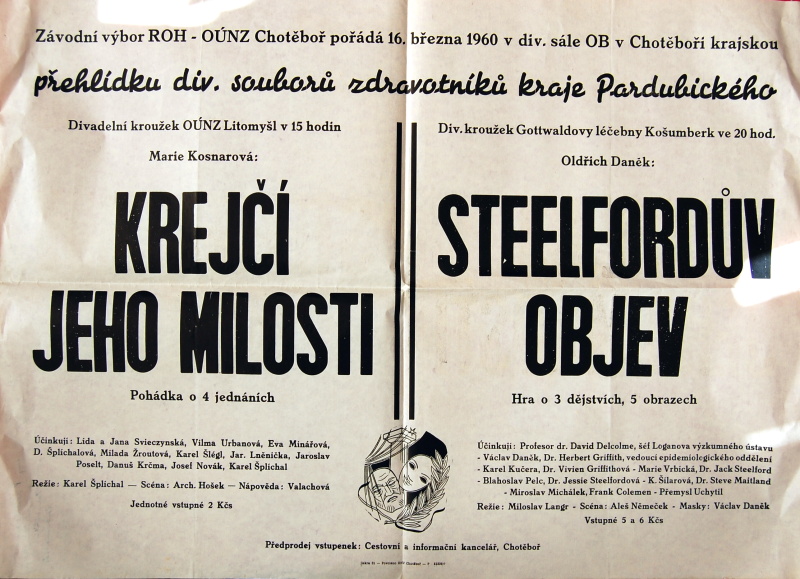 Závodní výbor ROH - OÚNZ Chotěboř pořádá 16. března 1960 v div. sále OB v Chotěboři krajskou
přehlídku div. souborů zdravotníků kraje Pardubického
Divadelní kroužek OÚNZ Litomyšl v 15 hodin
Marie Kosnarová:
KREJČÍ
JEHO MILOSTI
Pohádka o 4 jednáních
Účinkují: Lída a Jana Svieczynská, Vilma Urbanová, Eva Minářová,
D. Šplíchalová, Milada Žroutová, Karel Šlégl, Jar. Lněnička, Jaroslav
Poselt, Danuš Krčma, Josef Novák, Karel Šplíchal
Režie: Karel Šplíchal — Scéna: Arch. Hošek — Nápověda: Valachová
Jednotné vstupné 2 Kčs
Div. kroužek Gottwaldovy léčebny Košumberk ve 20 hod.
Oldřich Daněk:
STEELFORDŮV
OBJEV
Hra o 3 dějstvích, 5 obrazech
Účinkují: Profesor dr. David Delcolme, šéf Loganova výzkumného ústavu
- Václav Daněk, Dr. Herbert Griffith, vedoucí epidemiologického oddělení
- Karel Kučera, Dr. Vivien Griffithová - Marie Vrbická, Dr. Jack Steelford
- Blahoslav Pelc, Dr. Jessie Steelfordová - K. Šilarová, Dr. Steve Maitland
- Miroslav Michálek, Frank Colemen - Přemysl Uchytil
Režie: Miloslav Langr - Scéna: Aleš Němeček - Masky: Václav Daněk
Vstupné 5 a 6 Kčs
Předprodej vstupenek: Cestovní a informační kancelář, Chotěboř